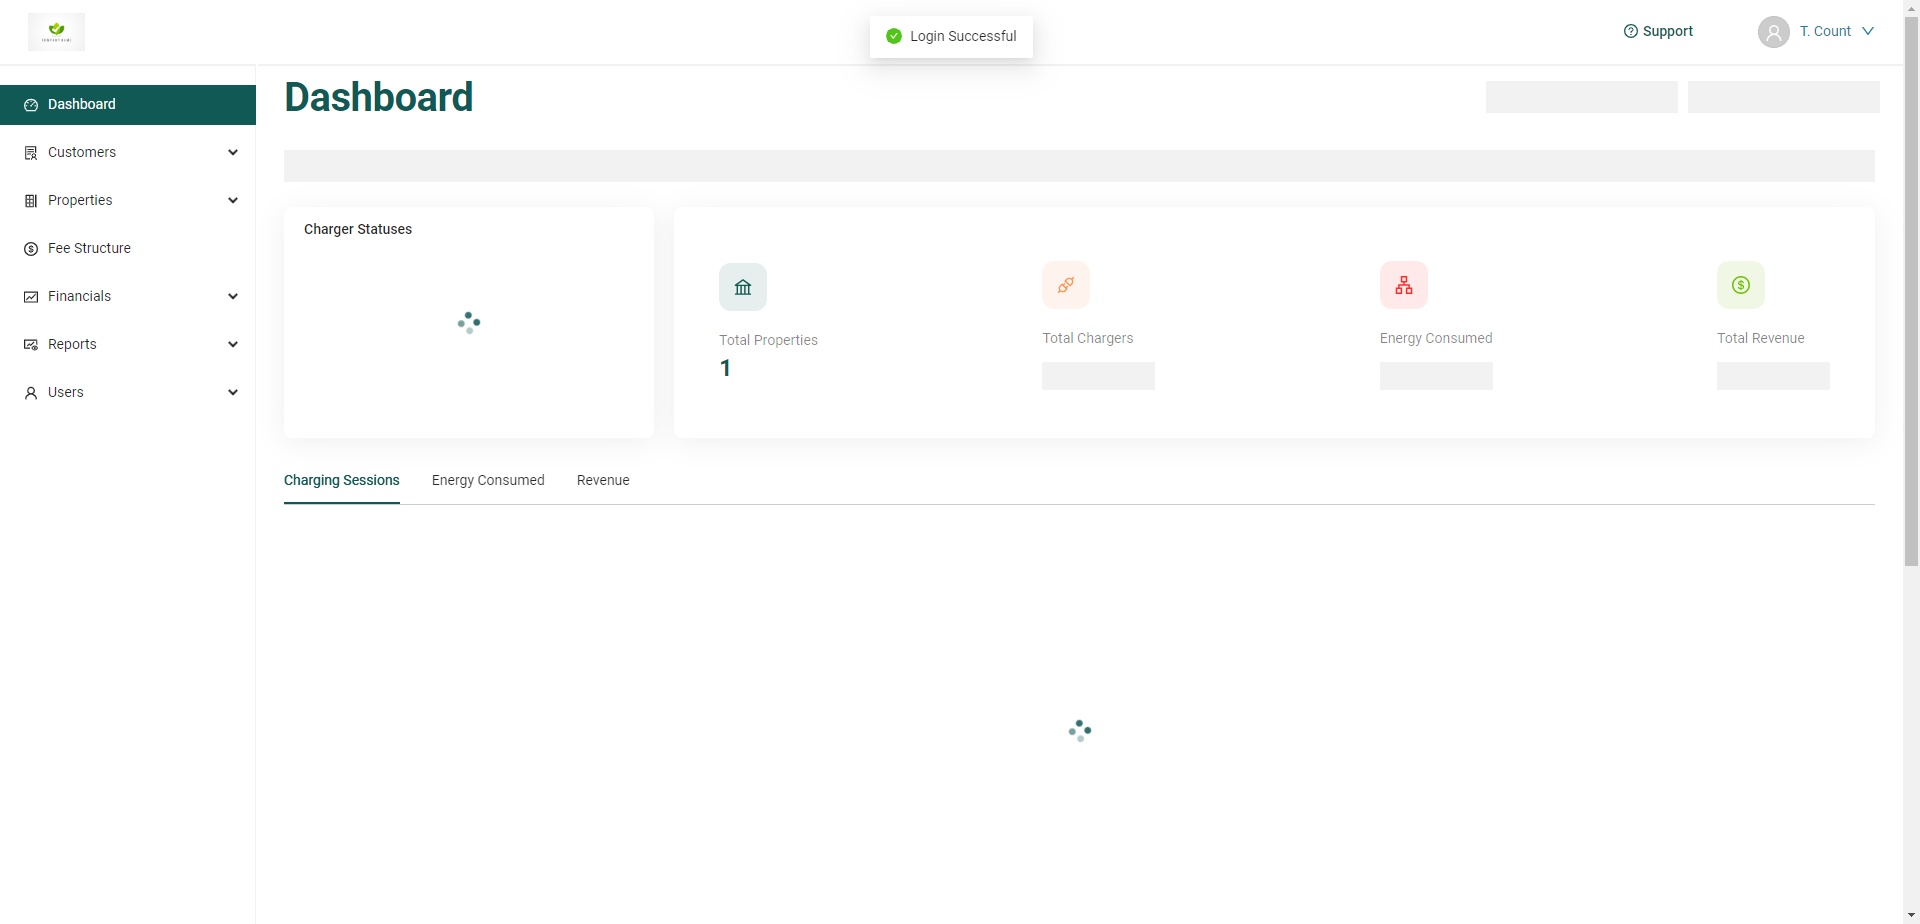 Login Successful
Support
T. Count
Dashboard
Customers
Properties
Fee Structure
Financials
Reports
Users
Dashboard
Charger Statuses
Total Properties
1
Total Chargers
Energy Consumed
Total Revenue
Charging Sessions
Energy Consumed
Revenue